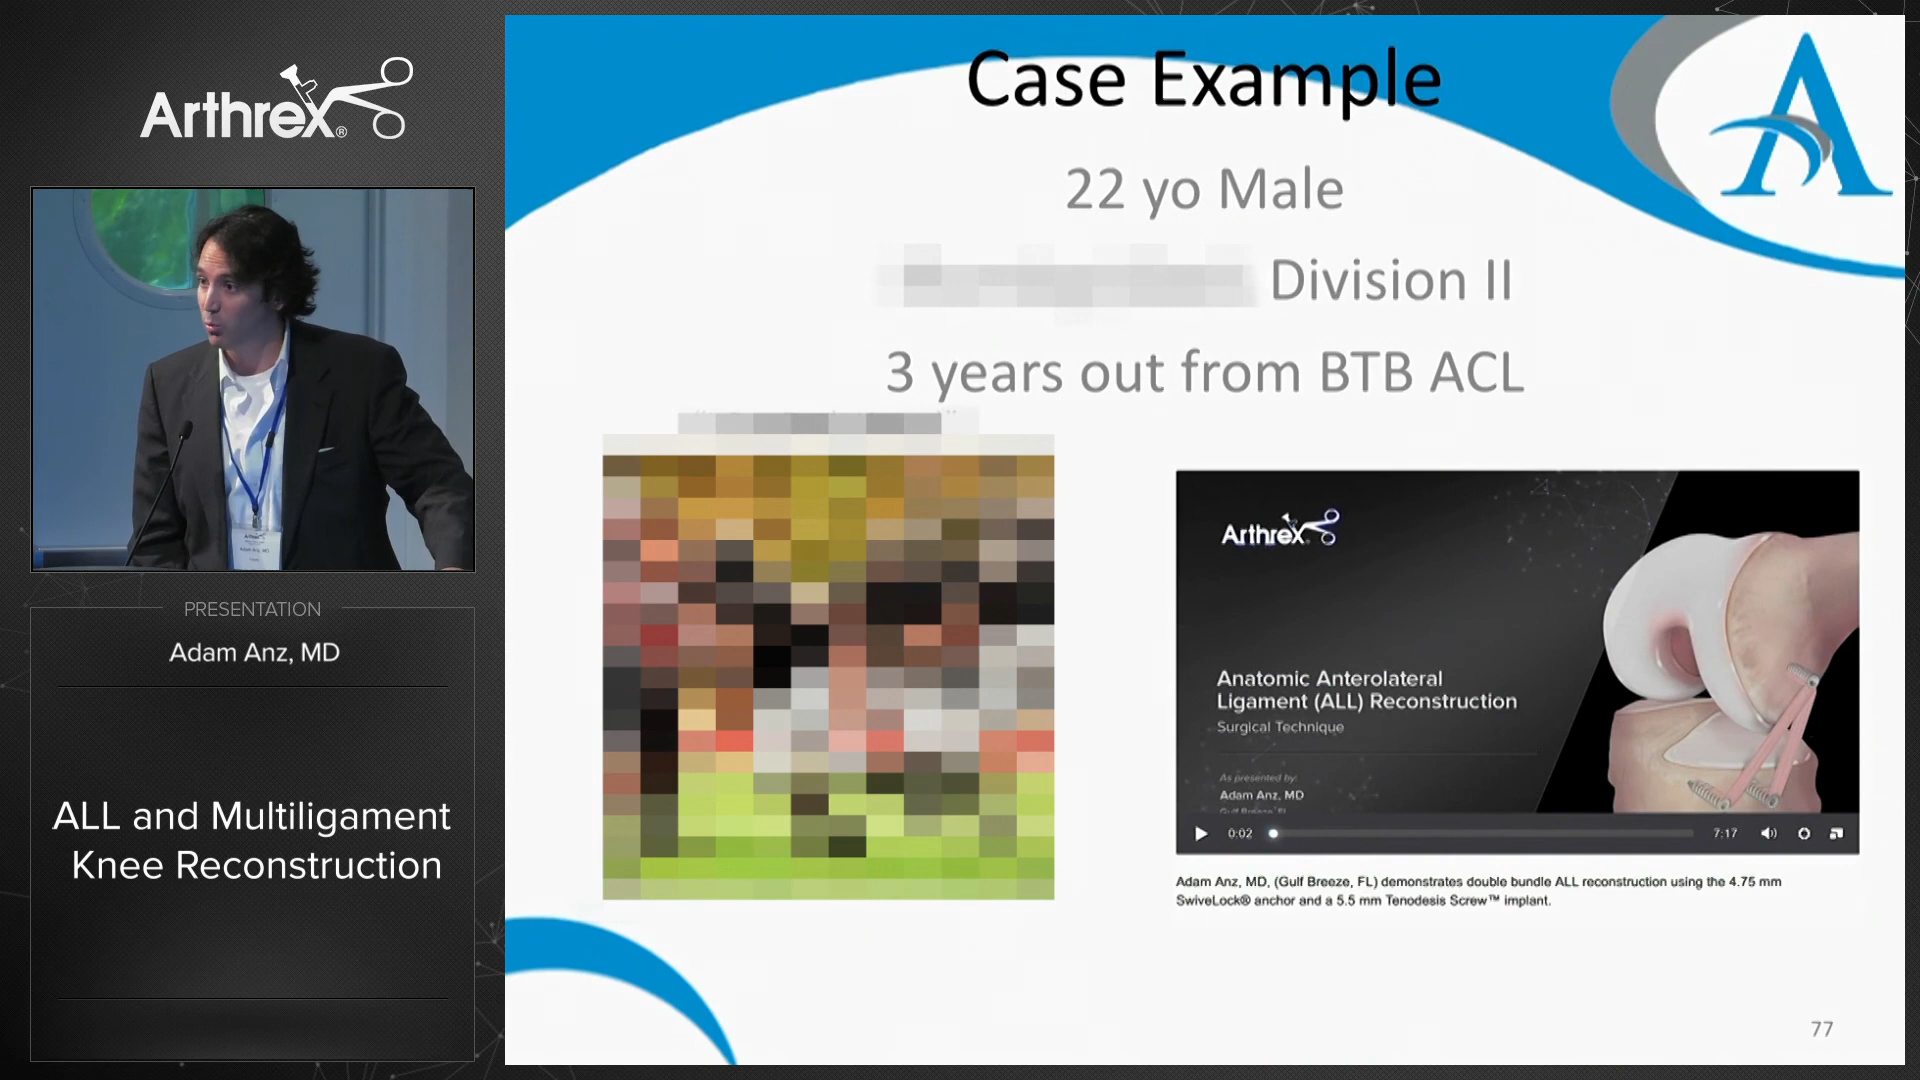 Arthrex®
PRESENTATION
Adam Anz, MD
ALL and Multiligament
Knee Reconstruction
Case Example
22 yo Male
Division II
3 years out from BTB ACL
Arthrex
Anatomic Anterolateral
Ligament (ALL) Reconstruction
Surgical Technique
As presented by:
Adam Anz, MD
Gulf Breeze, FL
0:02
7:17
Adam Anz, MD, (Gulf Breeze, FL) demonstrates double bundle ALL reconstruction using the 4.75 mm
SwiveLock® anchor and a 5.5 mm Tenodesis Screw™ implant.
77